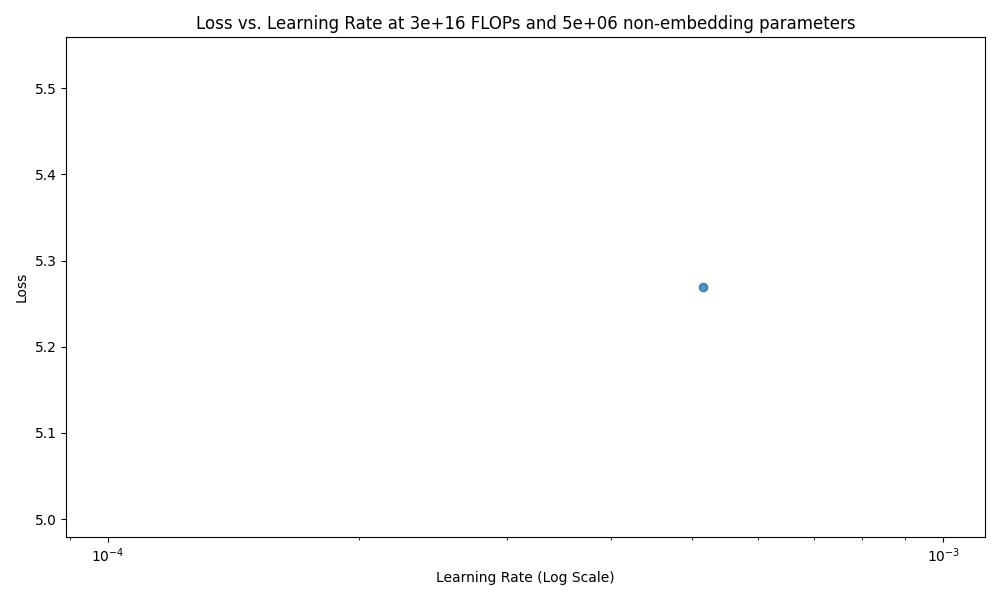 Loss vs. Learning Rate at 3e+16 FLOPs and 5e+06 non-embedding parameters
5.5
5.4
5.3
5.2
5.1
5.0
Loss
10⁻⁴
10⁻³
Learning Rate (Log Scale)